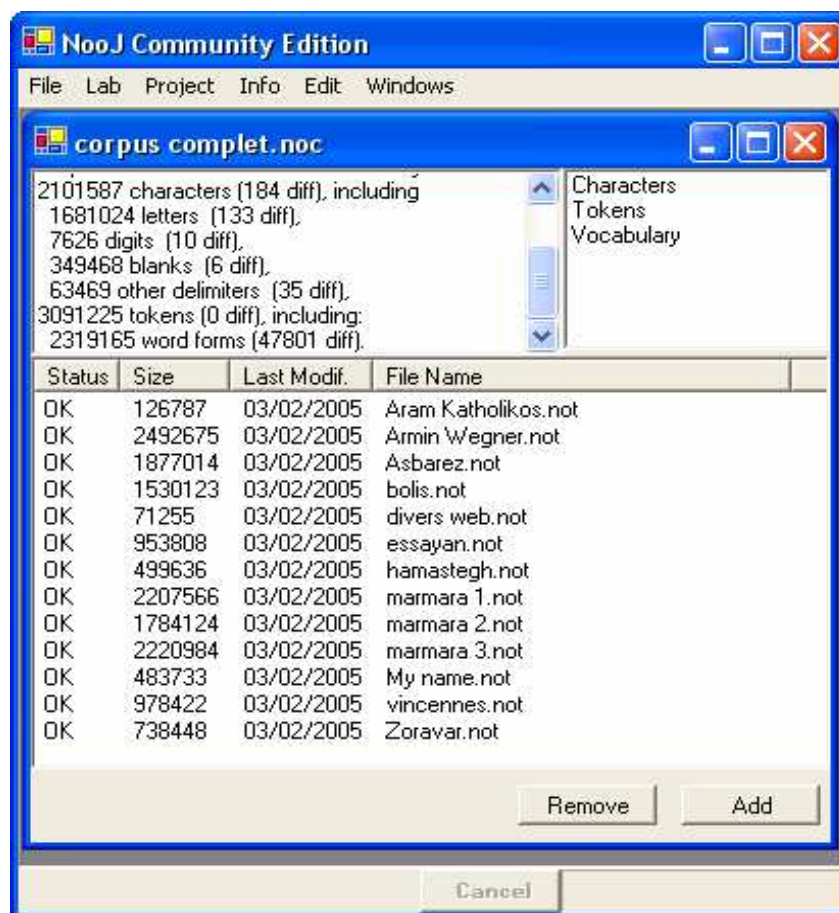 NooJ Community Edition
File Lab Project Info Edit Windows
corpus complet.noc
2101587 characters (184 diff), including
1681024 letters (133 diff),
7626 digits (10 diff),
349468 blanks (6 diff),
63469 other delimiters (35 diff),
3091225 tokens (0 diff), including:
2319165 word forms (47801 diff).
Characters
Tokens
Vocabulary
Status Size Last Modif. File Name
OK 126787 03/02/2005 Aram Katholikos.not
OK 2492675 03/02/2005 Armin Wegner.not
OK 1877014 03/02/2005 Asbarez.not
OK 1530123 03/02/2005 bolis.not
OK 71255 03/02/2005 divers web.not
OK 953808 03/02/2005 essayan.not
OK 499636 03/02/2005 hamastegh.not
OK 2207566 03/02/2005 marmara 1.not
OK 1784124 03/02/2005 marmara 2.not
OK 2220984 03/02/2005 marmara 3.not
OK 483733 03/02/2005 My name.not
OK 978422 03/02/2005 vincennes.not
OK 738448 03/02/2005 Zoravar.not
Remove Add
Cancel